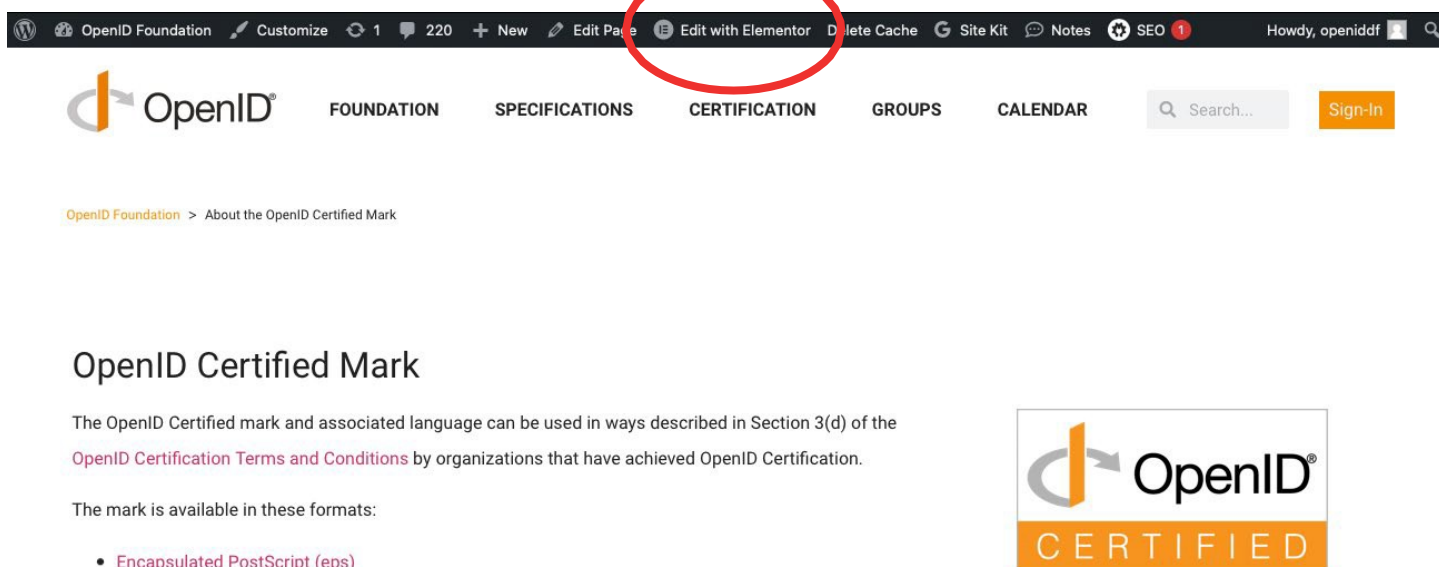 OpenID Foundation Customize 1 220 New Edit Page Edit with Elementor Delete Cache Site Kit Notes SEO 1 Howdy, openiddf
OpenID® FOUNDATION SPECIFICATIONS CERTIFICATION GROUPS CALENDAR Search... Sign-In
OpenID Foundation > About the OpenID Certified Mark
OpenID Certified Mark
The OpenID Certified mark and associated language can be used in ways described in Section 3(d) of the
OpenID Certification Terms and Conditions by organizations that have achieved OpenID Certification.
The mark is available in these formats:
• Encapsulated PostScript (eps)
OpenID®
CERTIFIED